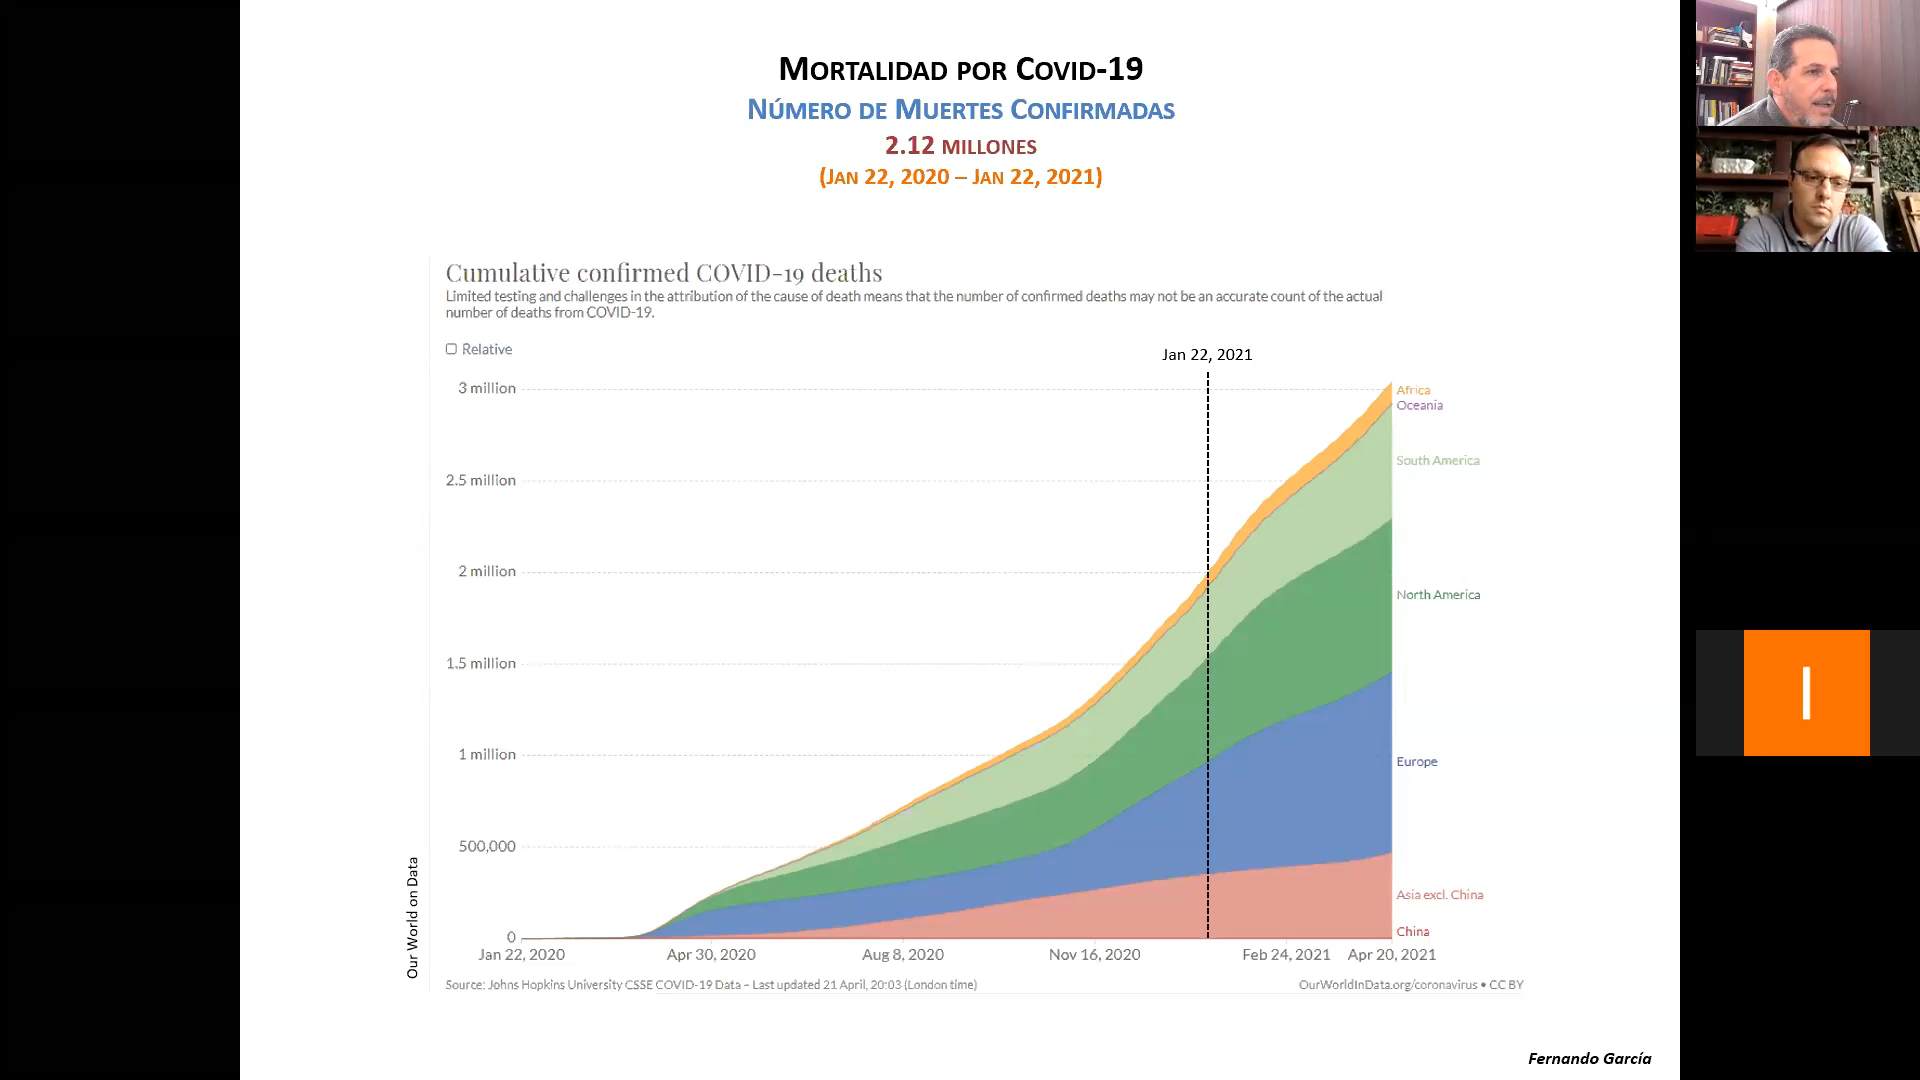 MORTALIDAD POR COVID-19
NÚMERO DE MUERTES CONFIRMADAS
2.12 MILLONES
(JAN 22, 2020 – JAN 22, 2021)
Cumulative confirmed COVID-19 deaths
Limited testing and challenges in the attribution of the cause of death means that the number of confirmed deaths may not be an accurate count of the actual
number of deaths from COVID-19.
Relative
Jan 22, 2021
3 million
2.5 million
2 million
1.5 million
1 million
500,000
0
Africa
Oceania
South America
North America
Europe
Asia excl. China
China
Jan 22, 2020
Apr 30, 2020
Aug 8, 2020
Nov 16, 2020
Feb 24, 2021
Apr 20, 2021
Our World on Data
Source: Johns Hopkins University CSSE COVID-19 Data – Last updated 21 April, 20:03 (London time)
OurWorldInData.org/coronavirus • CC BY
Fernando García
I